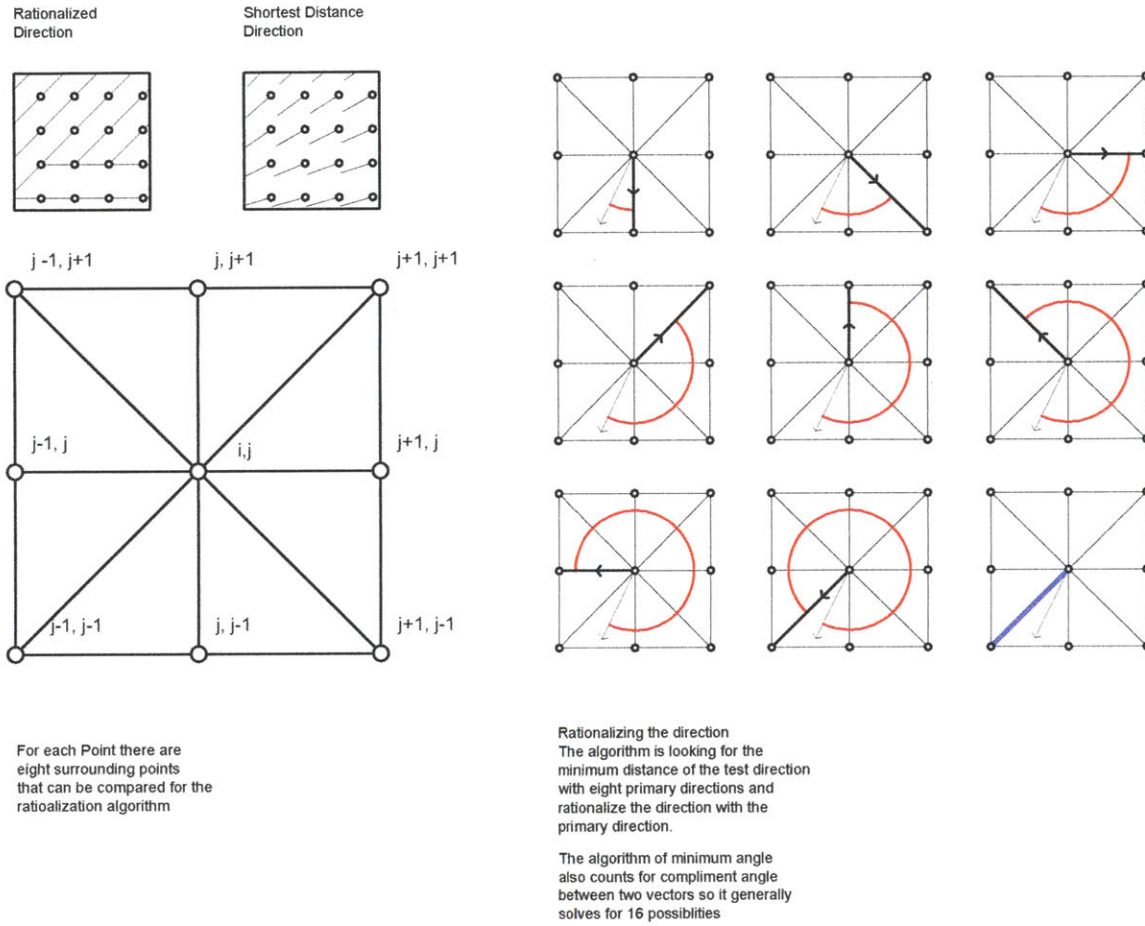 Rationalized
Direction
Shortest Distance
Direction
j -1, j+1
j, j+1
j+1, j+1
j-1, j
i,j
j+1, j
j-1, j-1
j, j-1
j+1, j-1
For each Point there are
eight surrounding points
that can be compared for the
ratioalization algorithm
Rationalizing the direction
The algorithm is looking for the
minimum distance of the test direction
with eight primary directions and
rationalize the direction with the
primary direction.
The algorithm of minimum angle
also counts for compliment angle
between two vectors so it generally
solves for 16 possiblities